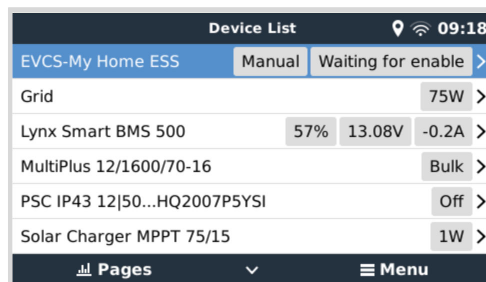 Device List 09:18
EVCS-My Home ESS Manual Waiting for enable
Grid 75W
Lynx Smart BMS 500 57% 13.08V -0.2A
MultiPlus 12/1600/70-16 Bulk
PSC IP43 12|50...HQ2007P5YSI Off
Solar Charger MPPT 75/15 1W
Pages Menu